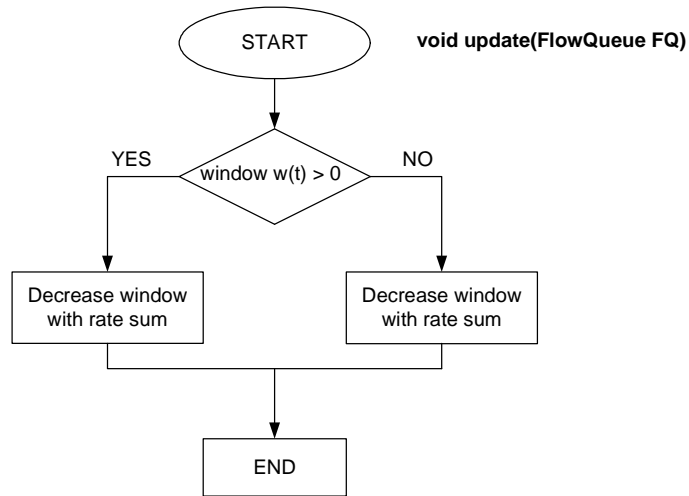 START
void update(FlowQueue FQ)
YES
window w(t) > 0
NO
Decrease window
with rate sum
Decrease window
with rate sum
END